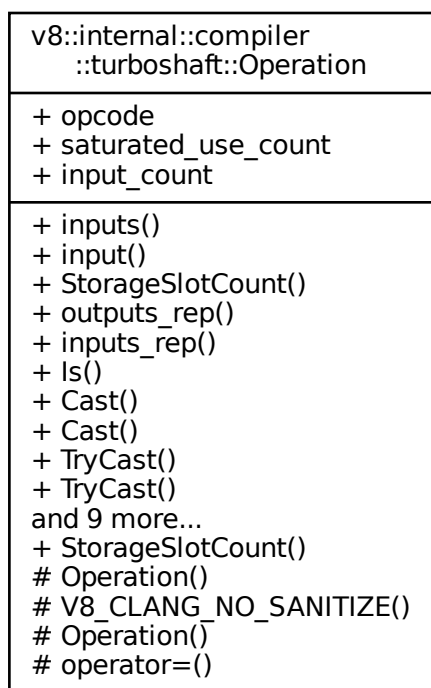 v8::internal::compiler
::turboshaft::Operation
+ opcode
+ saturated_use_count
+ input_count
+ inputs()
+ input()
+ StorageSlotCount()
+ outputs_rep()
+ inputs_rep()
+ Is()
+ Cast()
+ Cast()
+ TryCast()
+ TryCast()
and 9 more...
+ StorageSlotCount()
# Operation()
# V8_CLANG_NO_SANITIZE()
# Operation()
# operator=()